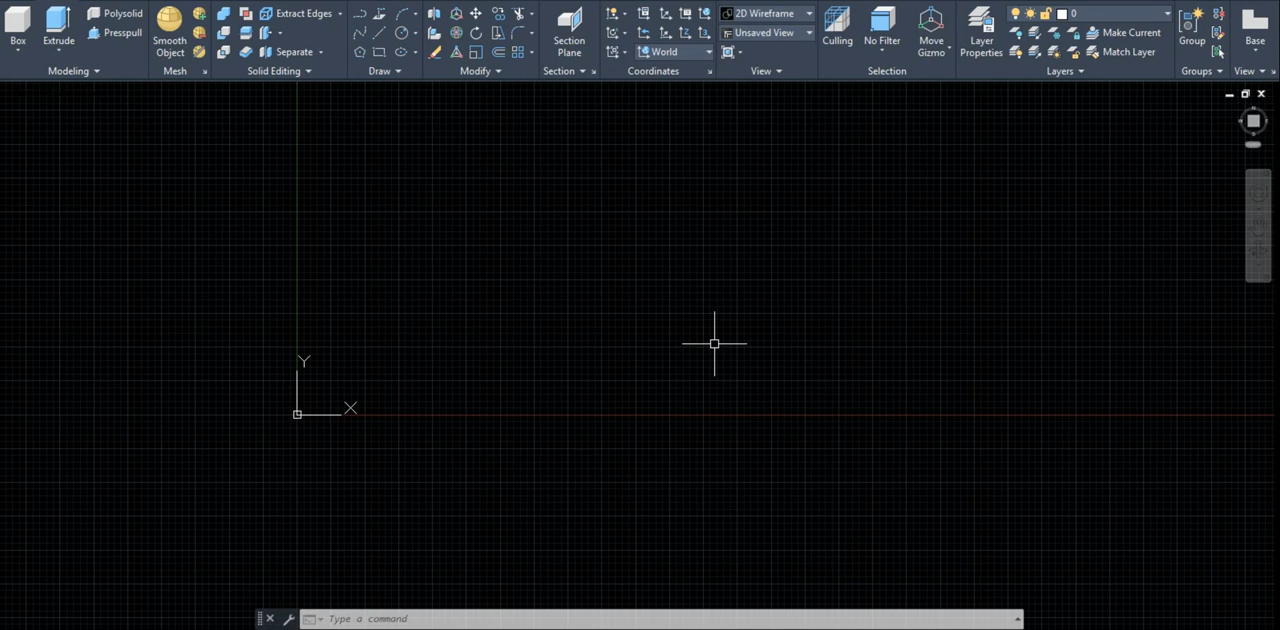 Polysolid
Extract Edges
2D Wireframe
0
Presspull
Unsaved View
Make Current
Box
Extrude
Smooth
Object
Separate
Section
Plane
World
Culling
No Filter
Move
Gizmo
Layer
Properties
Match Layer
Group
Base
Modeling
Mesh
Solid Editing
Draw
Modify
Section
Coordinates
View
Selection
Layers
Groups
View
Y
X
Type a command